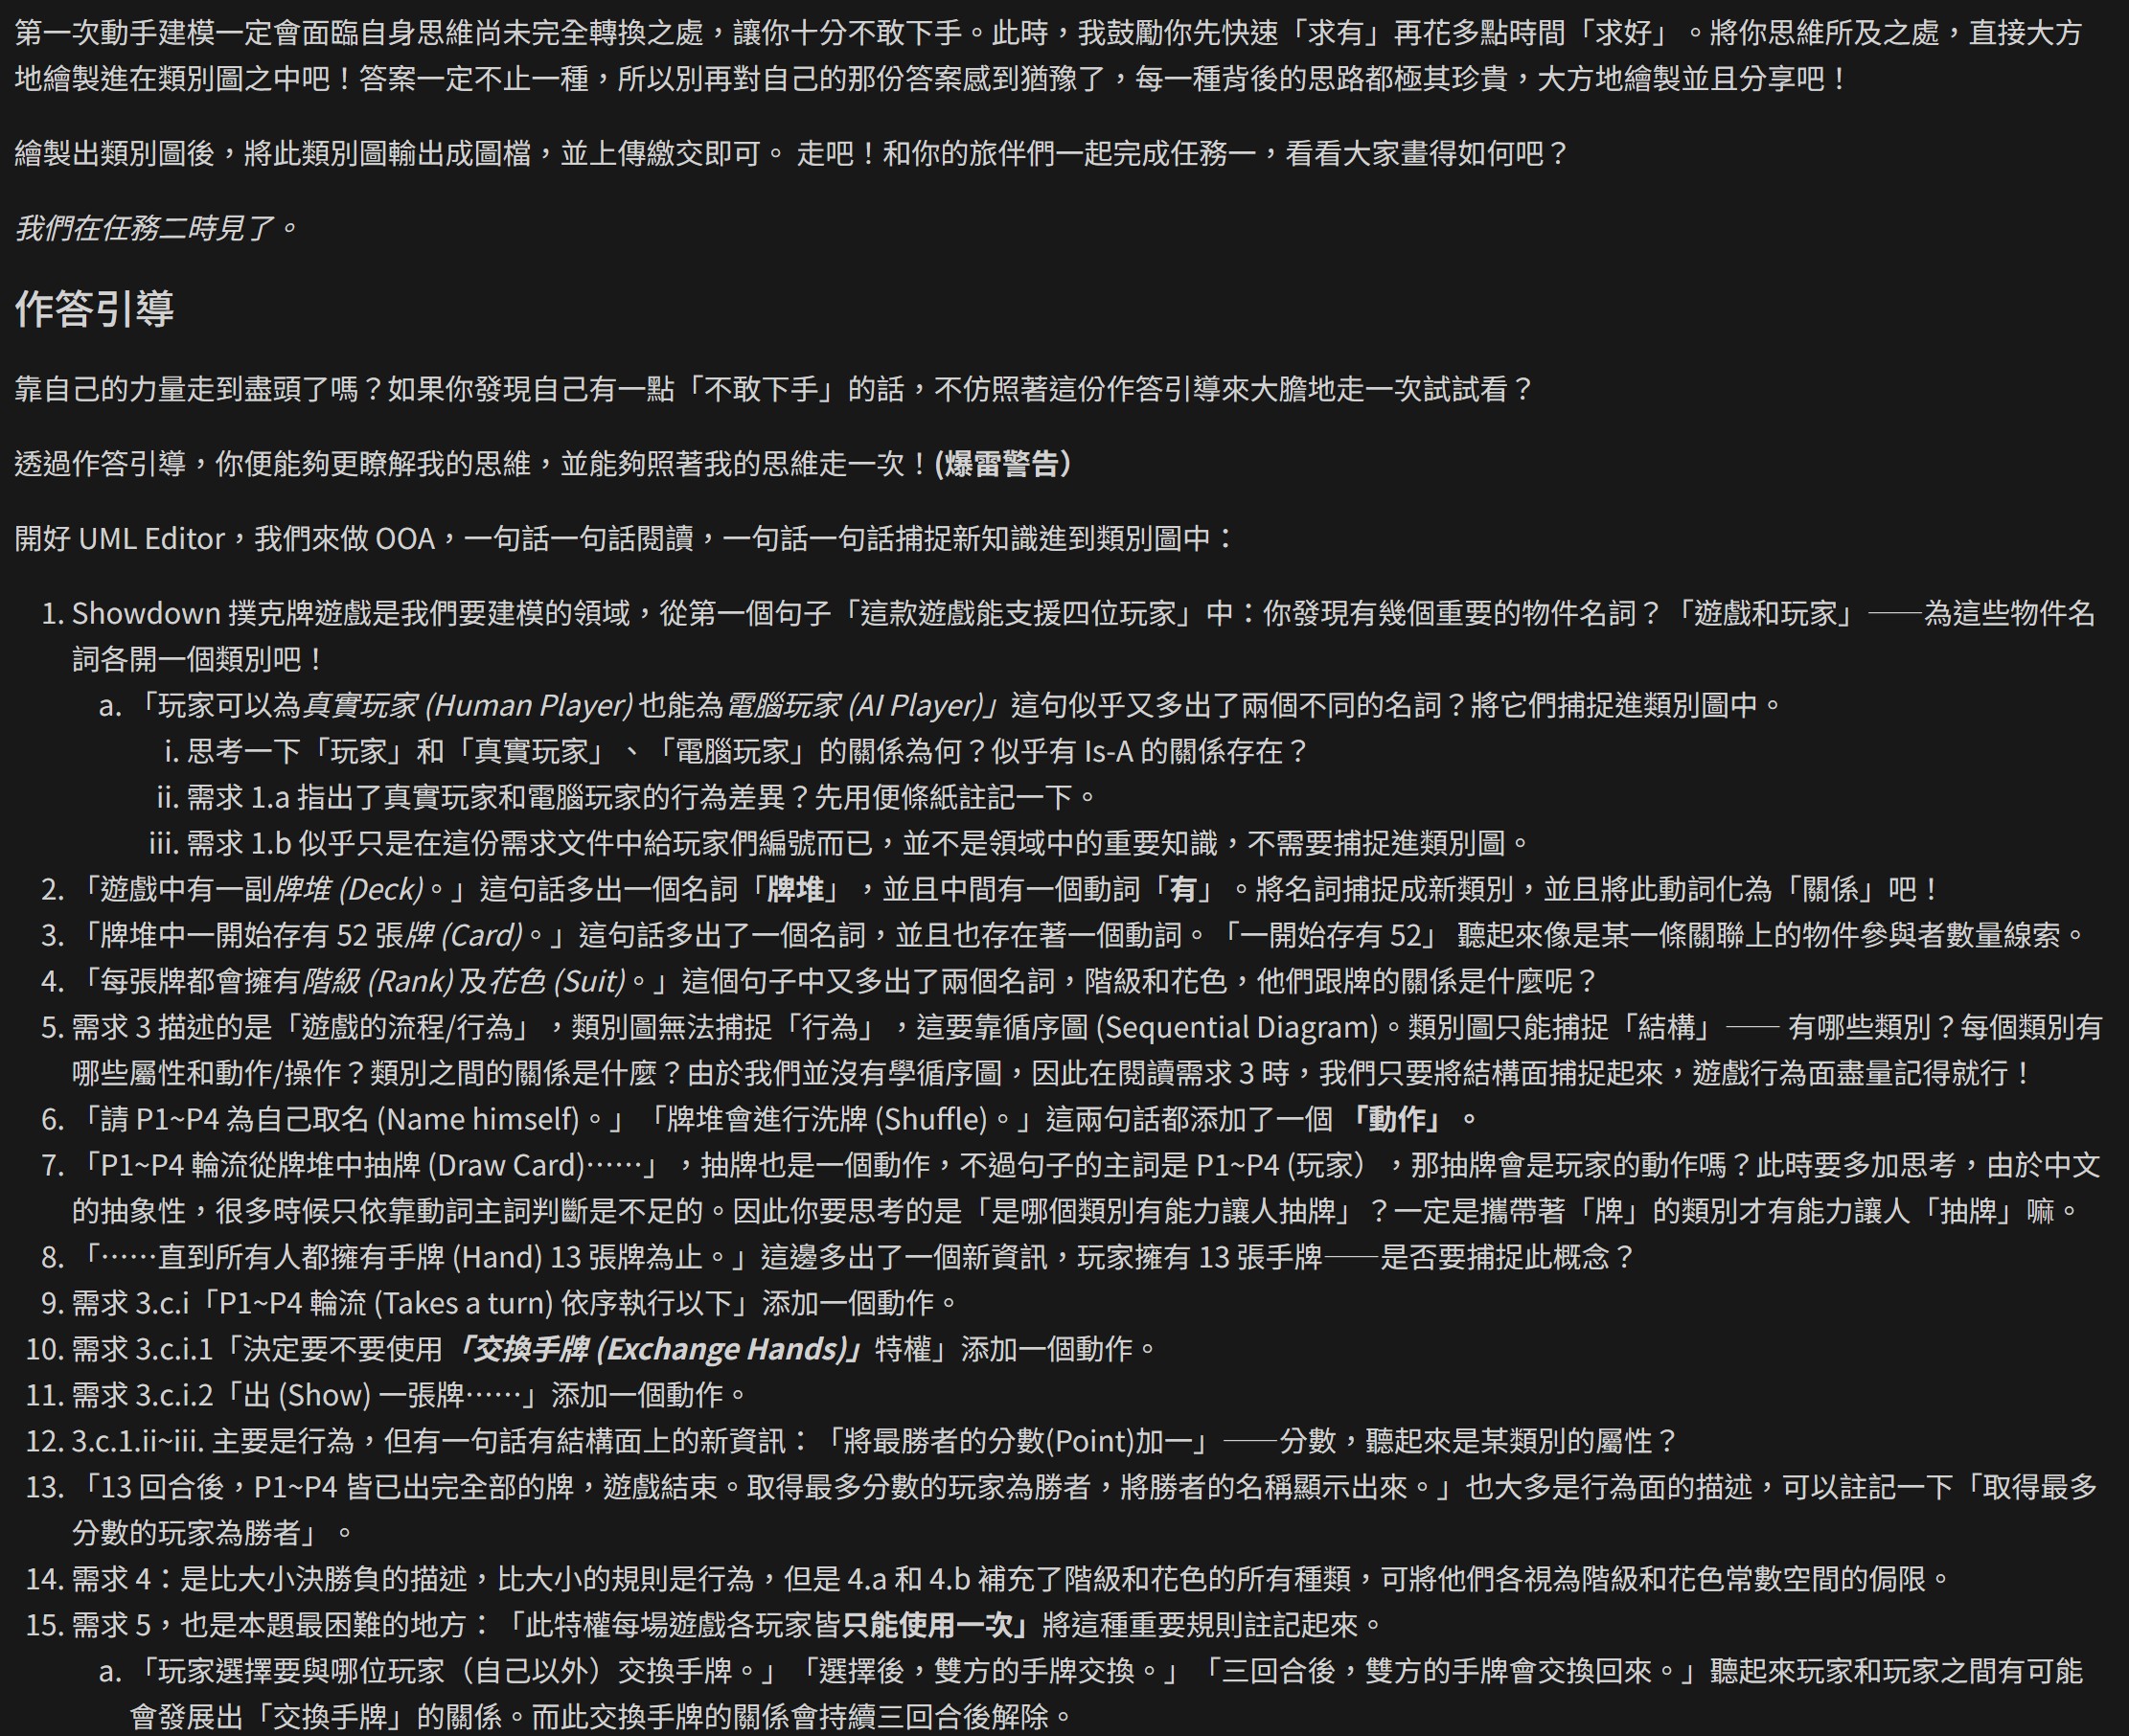 第一次動手建模一定會面臨自身思維尚未完全轉換之處，讓你十分不敢下手。此時，我鼓勵你先快速「求有」再花多點時間「求好」。將你思維所及之處，直接大方
地繪製進在類別圖之中吧！答案一定不止一種，所以別再對自己的那份答案感到猶豫了，每一種背後的思路都極其珍貴，大方地繪製並且分享吧！
繪製出類別圖後，將此類別圖輸出成圖檔，並上傳繳交即可。 走吧！和你的旅伴們一起完成任務一，看看大家畫得如何吧？
我們在任務二時見了。
作答引導
靠自己的力量走到盡頭了嗎？如果你發現自己有一點「不敢下手」的話，不仿照著這份作答引導來大膽地走一次試試看？
透過作答引導，你便能夠更瞭解我的思維，並能夠照著我的思維走一次！(爆雷警告）
開好 UML Editor，我們來做 OOA，一句話一句話閱讀，一句話一句話捕捉新知識進到類別圖中：
1. Showdown 撲克牌遊戲是我們要建模的領域，從第一個句子「這款遊戲能支援四位玩家」中：你發現有幾個重要的物件名詞？「遊戲和玩家」——為這些物件名
詞各開一個類別吧！
a. 「玩家可以為真實玩家 (Human Player) 也能為電腦玩家 (AI Player)」這句似乎又多出了兩個不同的名詞？將它們捕捉進類別圖中。
i. 思考一下「玩家」和「真實玩家」、「電腦玩家」的關係為何？似乎有 Is-A 的關係存在？
ii. 需求 1.a 指出了真實玩家和電腦玩家的行為差異？先用便條紙註記一下。
iii. 需求 1.b 似乎只是在這份需求文件中給玩家們編號而已，並不是領域中的重要知識，不需要捕捉進類別圖。
2. 「遊戲中有一副牌堆 (Deck)。」這句話多出一個名詞「牌堆」，並且中間有一個動詞「有」。將名詞捕捉成新類別，並且將此動詞化為「關係」吧！
3. 「牌堆中一開始存有 52 張牌 (Card)。」這句話多出了一個名詞，並且也存在著一個動詞。「一開始存有 52」 聽起來像是某一條關聯上的物件參與者數量線索。
4. 「每張牌都會擁有階級 (Rank) 及花色 (Suit)。」這個句子中又多出了兩個名詞，階級和花色，他們跟牌的關係是什麼呢？
5. 需求 3 描述的是「遊戲的流程/行為」，類別圖無法捕捉「行為」，這要靠循序圖 (Sequential Diagram)。類別圖只能捕捉「結構」—— 有哪些類別？每個類別有
哪些屬性和動作/操作？類別之間的關係是什麼？由於我們並沒有學循序圖，因此在閱讀需求 3 時，我們只要將結構面捕捉起來，遊戲行為面盡量記得就行！
6. 「請 P1~P4 為自己取名 (Name himself)。」「牌堆會進行洗牌 (Shuffle)。」這兩句話都添加了一個 「動作」。
7. 「P1~P4 輪流從牌堆中抽牌 (Draw Card)⋯⋯」，抽牌也是一個動作，不過句子的主詞是 P1~P4 (玩家），那抽牌會是玩家的動作嗎？此時要多加思考，由於中文
的抽象性，很多時候只依靠動詞主詞判斷是不足的。因此你要思考的是「是哪個類別有能力讓人抽牌」？一定是攜帶著「牌」的類別才有能力讓人「抽牌」嘛。
8. 「⋯⋯直到所有人都擁有手牌 (Hand) 13 張牌為止。」這邊多出了一個新資訊，玩家擁有 13 張手牌——是否要捕捉此概念？
9. 需求 3.c.i「P1~P4 輪流 (Takes a turn) 依序執行以下」添加一個動作。
10. 需求 3.c.i.1「決定要不要使用「交換手牌 (Exchange Hands)」特權」添加一個動作。
11. 需求 3.c.i.2「出 (Show) 一張牌⋯⋯」添加一個動作。
12. 3.c.1.ii~iii. 主要是行為，但有一句話有結構面上的新資訊：「將最勝者的分數(Point)加一」——分數，聽起來是某類別的屬性？
13. 「13 回合後，P1~P4 皆已出完全部的牌，遊戲結束。取得最多分數的玩家為勝者，將勝者的名稱顯示出來。」也大多是行為面的描述，可以註記一下「取得最多
分數的玩家為勝者」。
14. 需求 4：是比大小決勝負的描述，比大小的規則是行為，但是 4.a 和 4.b 補充了階級和花色的所有種類，可將他們各視為階級和花色常數空間的侷限。
15. 需求 5，也是本題最困難的地方：「此特權每場遊戲各玩家皆只能使用一次」將這種重要規則註記起來。
a. 「玩家選擇要與哪位玩家（自己以外）交換手牌。」「選擇後，雙方的手牌交換。」「三回合後，雙方的手牌會交換回來。」聽起來玩家和玩家之間有可能
會發展出「交換手牌」的關係。而此交換手牌的關係會持續三回合後解除。